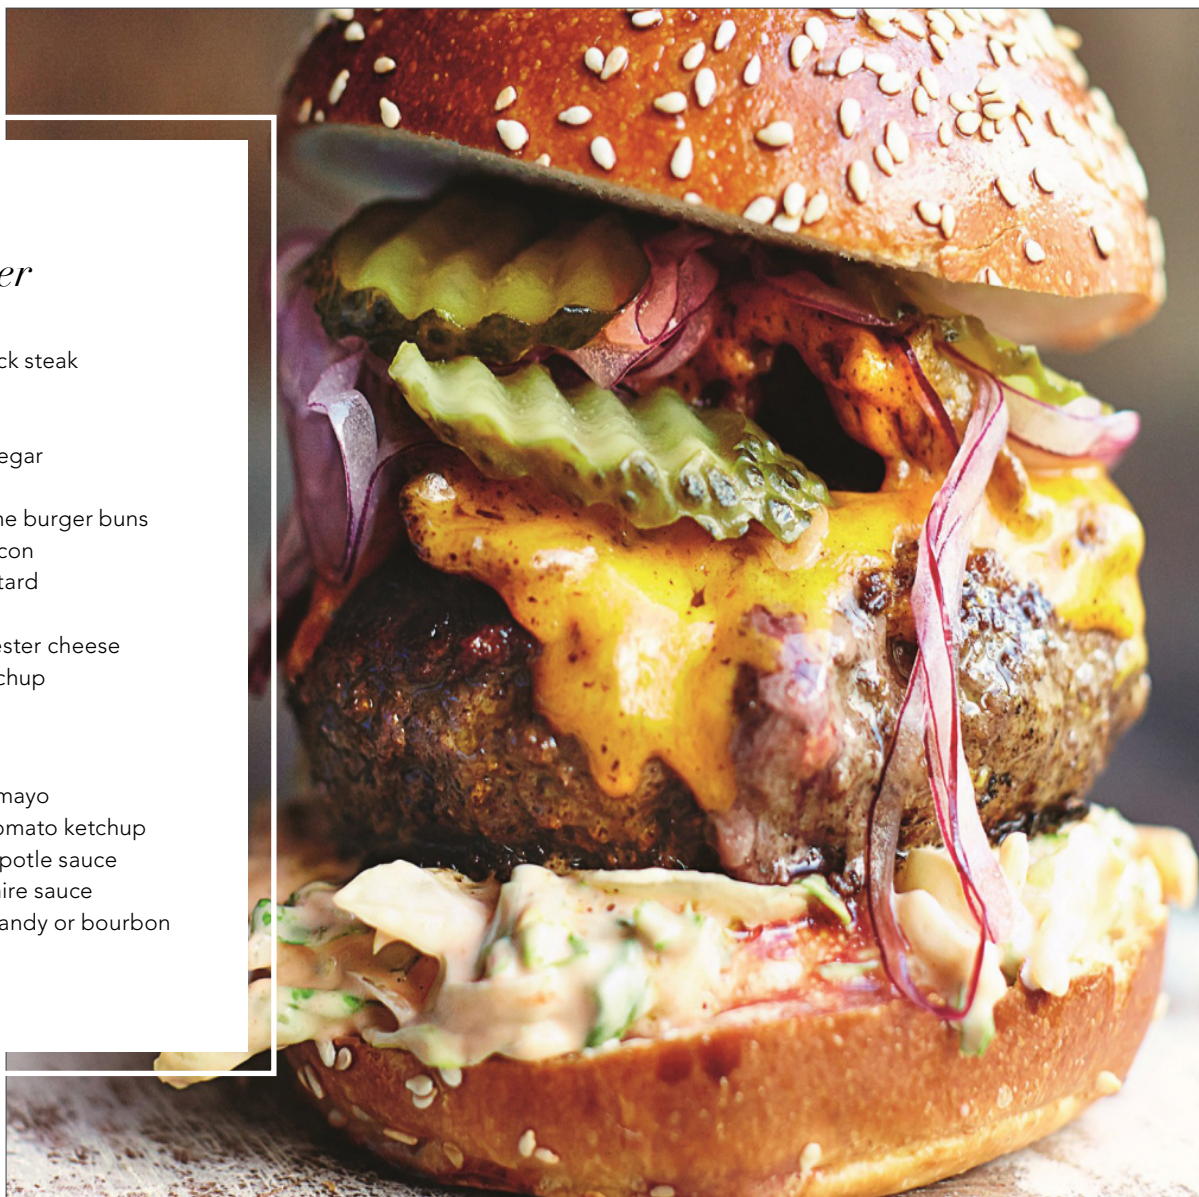 er
ck steak
egar
ne burger buns
con
tard
ester cheese
chup
mayo
omato ketchup
potle sauce
ire sauce
andy or bourbon